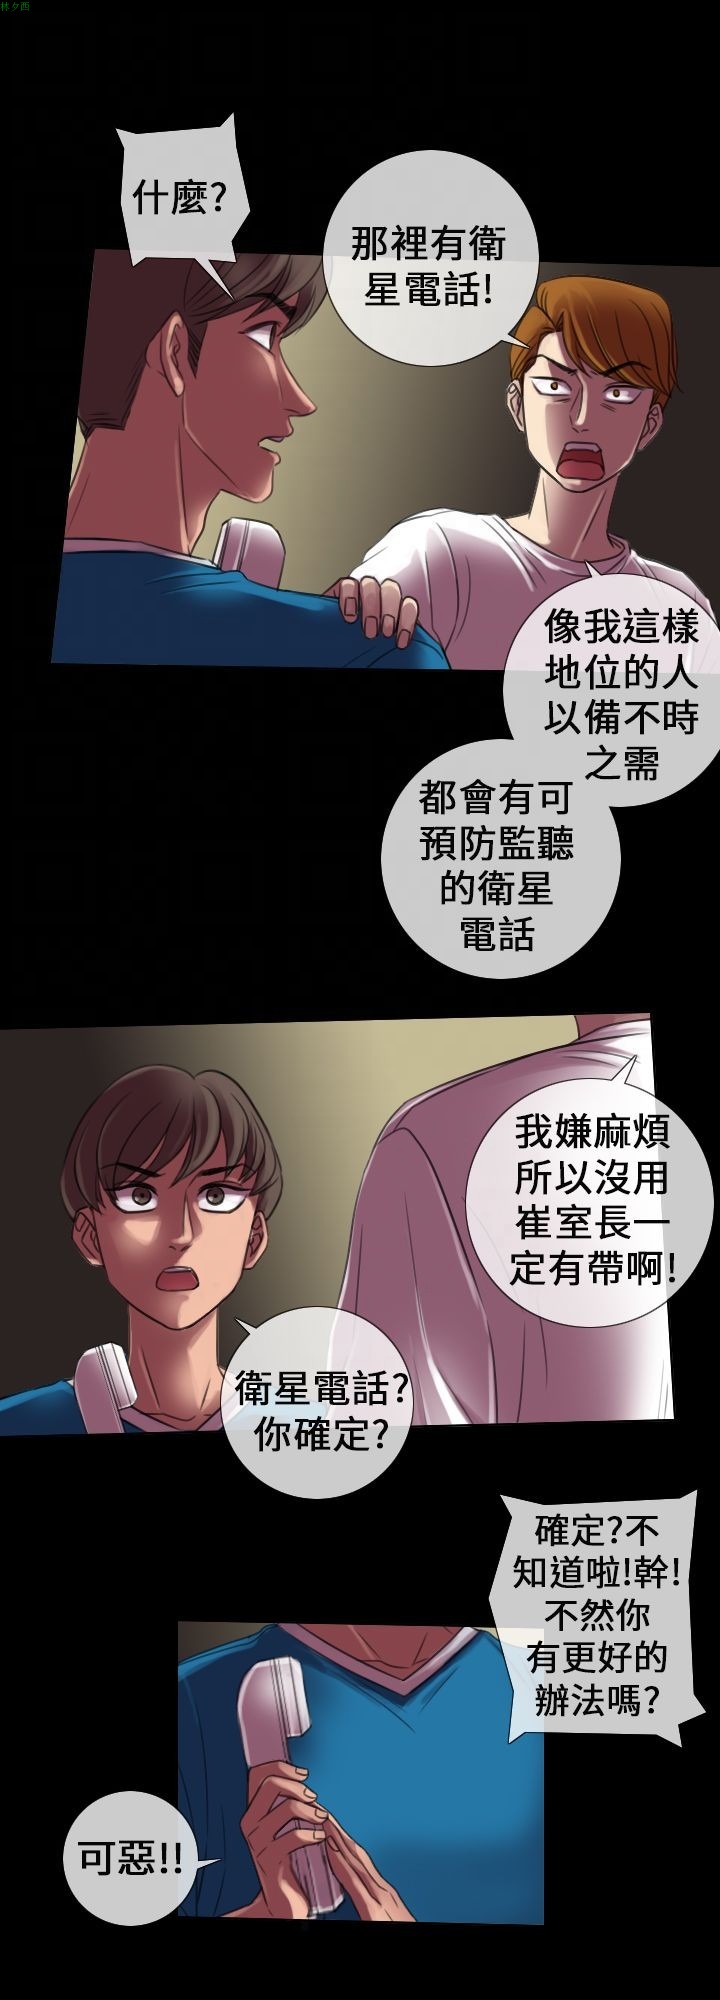 林夕西
什麼?
那裡有衛
星電話!
像我這樣
地位的人
以備不時
之需
都會有可
預防監聽
的衛星
電話
我嫌麻煩
所以沒用
崔室長一
定有帶啊!
衛星電話?
你確定?
確定?不
知道啦!幹!
不然你
有更好的
辦法嗎?
可惡!!